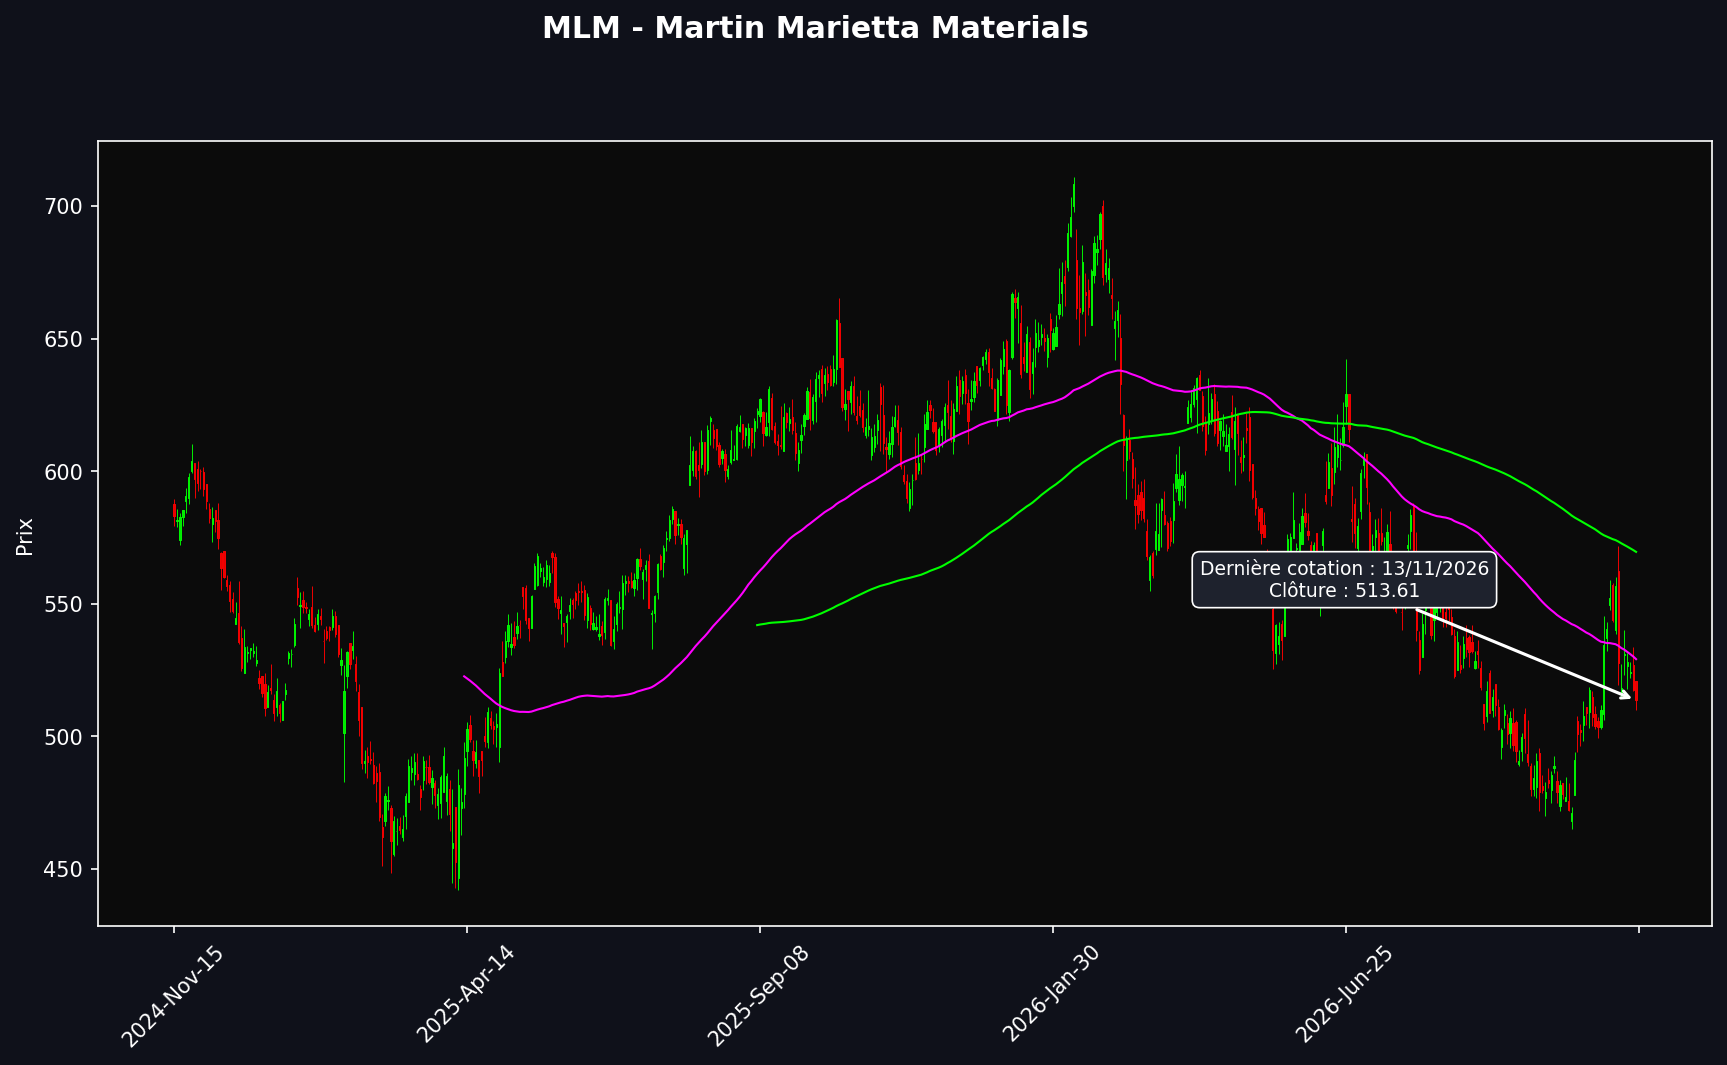 MLM - Martin Marietta Materials
Prix
700
650
600
550
500
450
Dernière cotation : 13/11/2026
Clôture : 513.61
2024-Nov-15
2025-Apr-14
2025-Sep-08
2026-Jan-30
2026-Jun-25